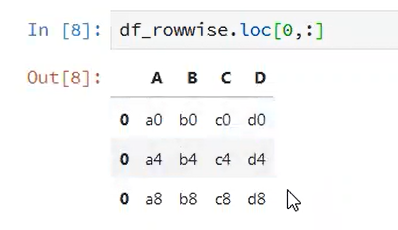 In [8]: df_rowwise.loc[0,:]
Out[8]:
A B C D
0 a0 b0 c0 d0
0 a4 b4 c4 d4
0 a8 b8 c8 d8